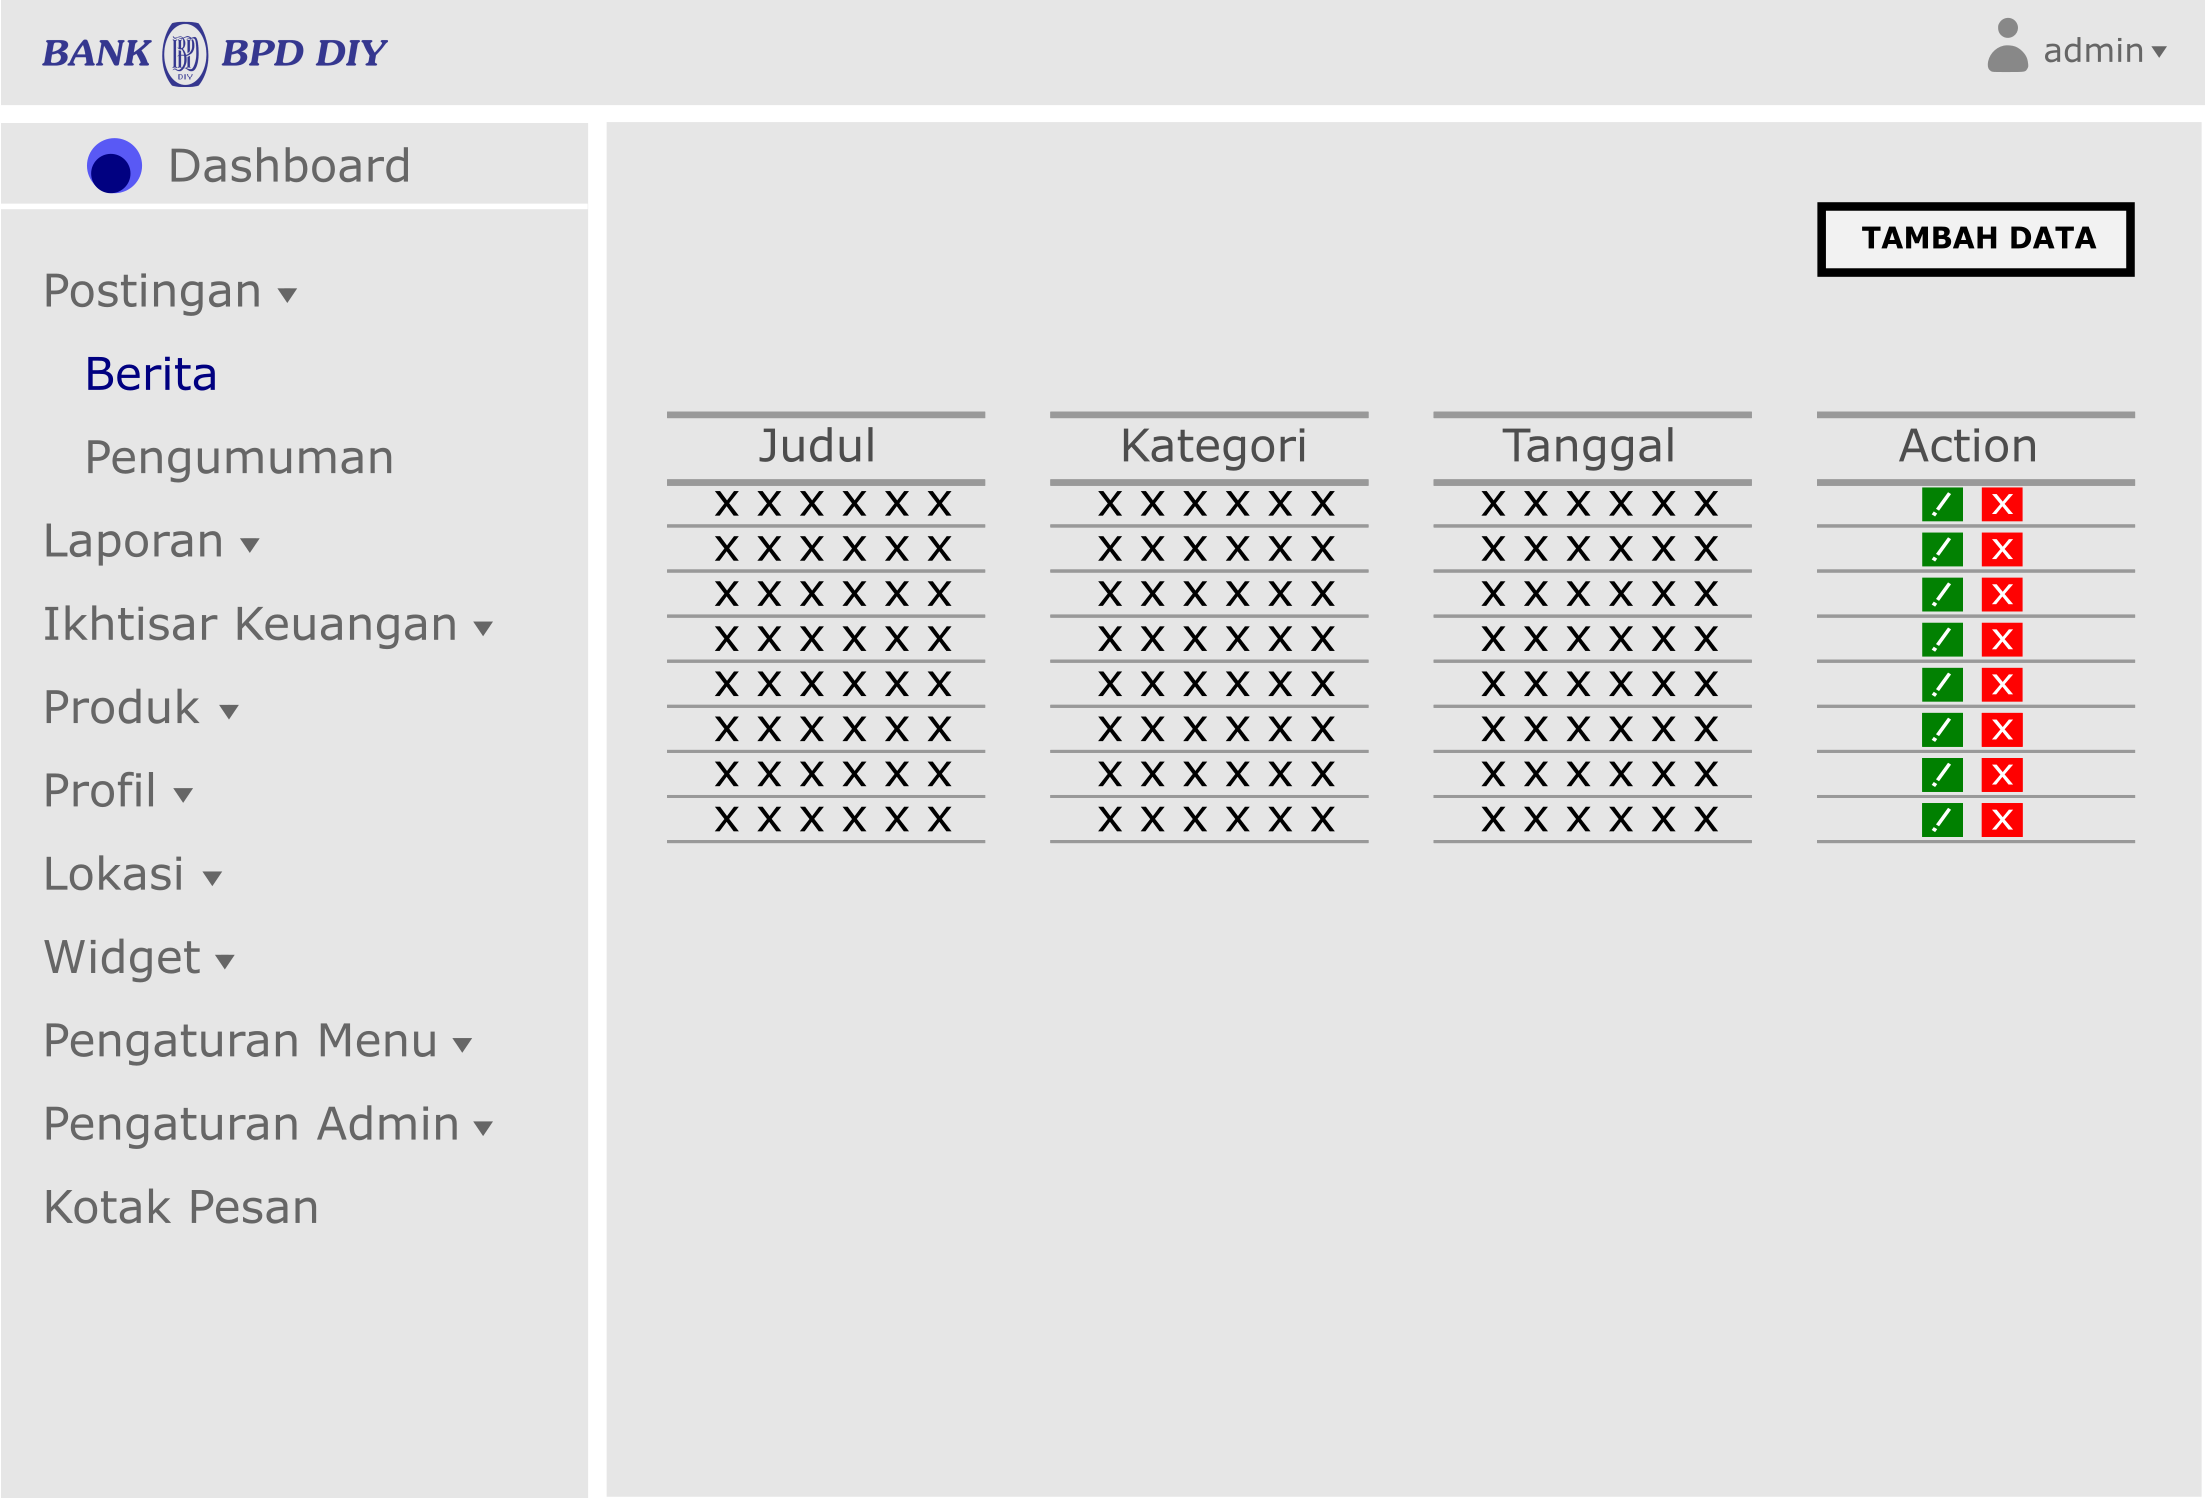 BANK BPD DIY
DIY
admin
Dashboard
TAMBAH DATA
Postingan
Berita
Pengumuman
Laporan
Ikhtisar Keuangan
Produk
Profil
Lokasi
Widget
Pengaturan Menu
Pengaturan Admin
Kotak Pesan
Judul Kategori Tanggal Action
X X X X X X X X X X X X X X X X X X X
X X X X X X X X X X X X X X X X X X X
X X X X X X X X X X X X X X X X X X X
X X X X X X X X X X X X X X X X X X X
X X X X X X X X X X X X X X X X X X X
X X X X X X X X X X X X X X X X X X X
X X X X X X X X X X X X X X X X X X X
X X X X X X X X X X X X X X X X X X X